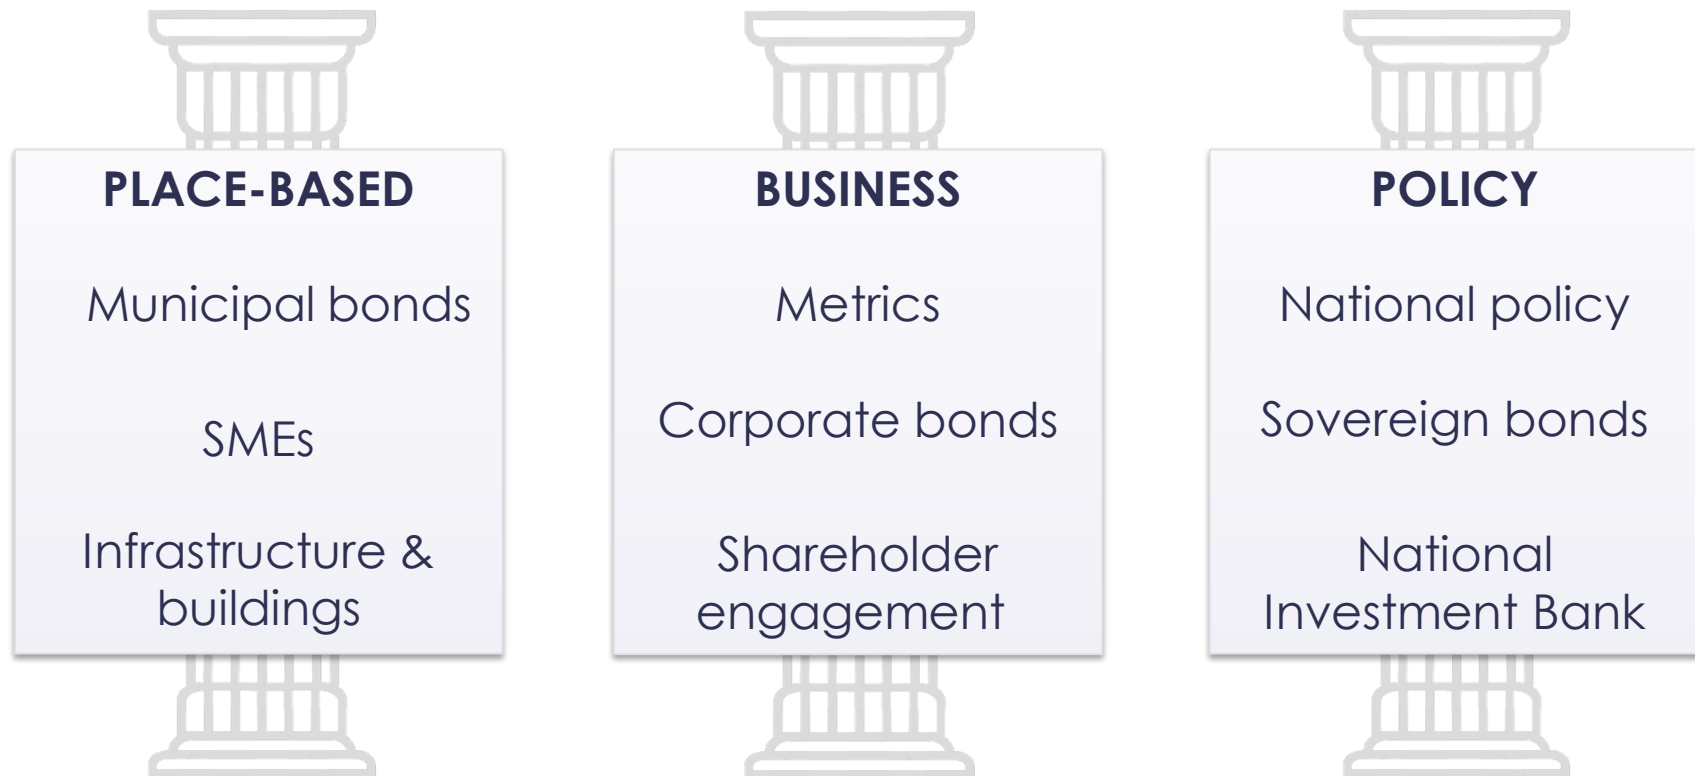 PLACE-BASED
Municipal bonds
SMEs
Infrastructure &
buildings
BUSINESS
Metrics
Corporate bonds
Shareholder
engagement
POLICY
National policy
Sovereign bonds
National
Investment Bank